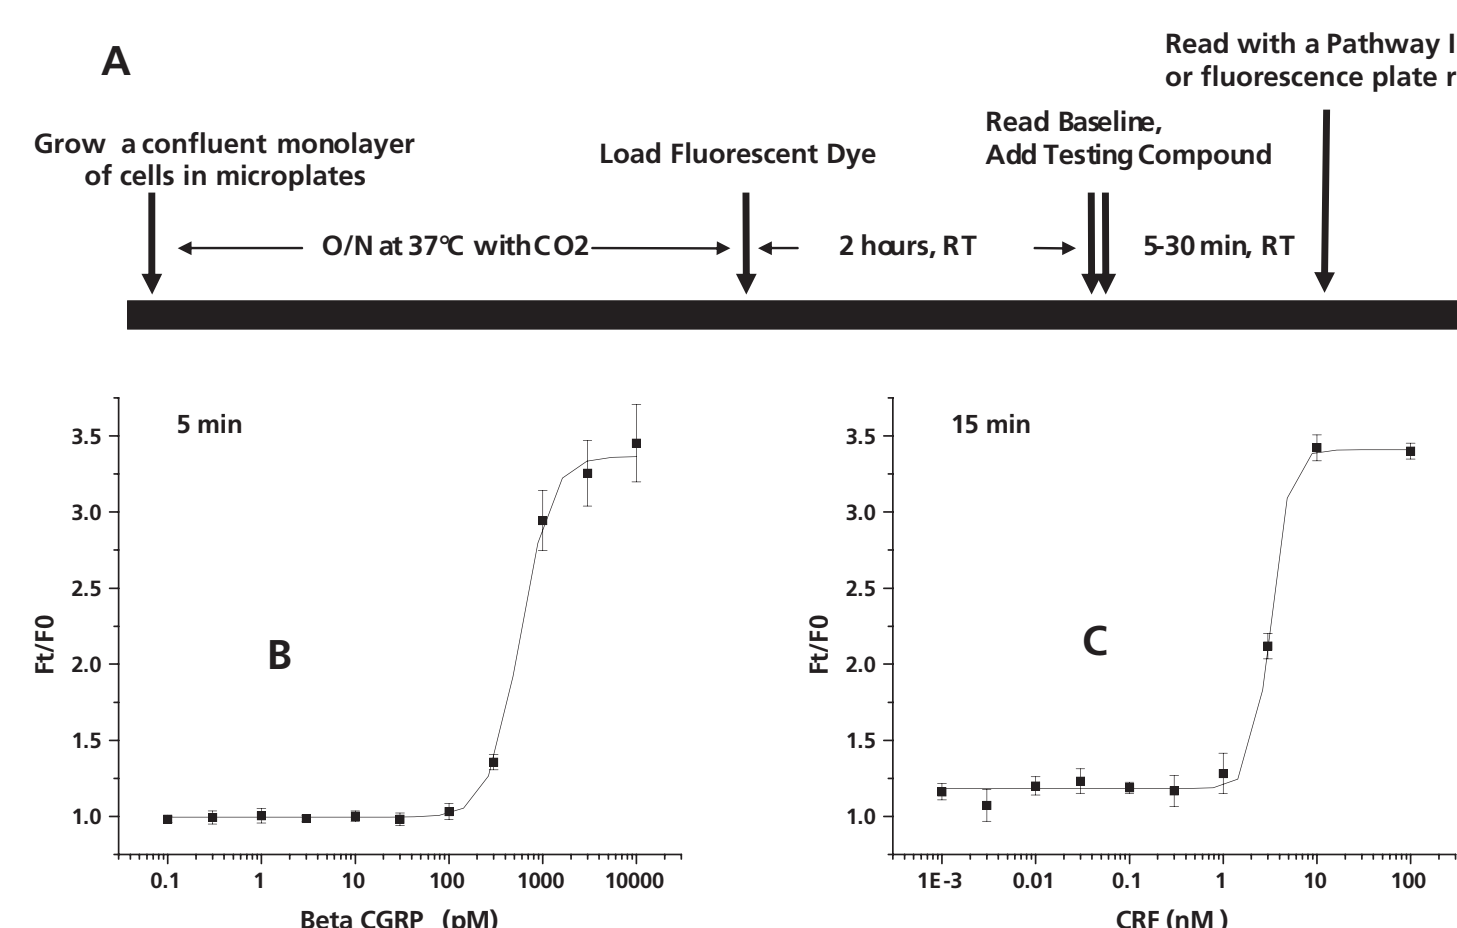 A
Read with a Pathway I
or fluorescence plate r
Grow a confluent monolayer
of cells in microplates
Load Fluorescent Dye
Read Baseline,
Add Testing Compound
O/N at 37°C with CO2
2 hours, RT
5-30 min, RT
5 min
3.5
3.0
2.5
2.0
1.5
1.0
Ft/F0
B
0.1 1 10 100 1000 10000
Beta CGRP (pM)
15 min
3.5
3.0
2.5
2.0
1.5
1.0
Ft/F0
C
1E-3 0.01 0.1 1 10 100
CRF (nM )